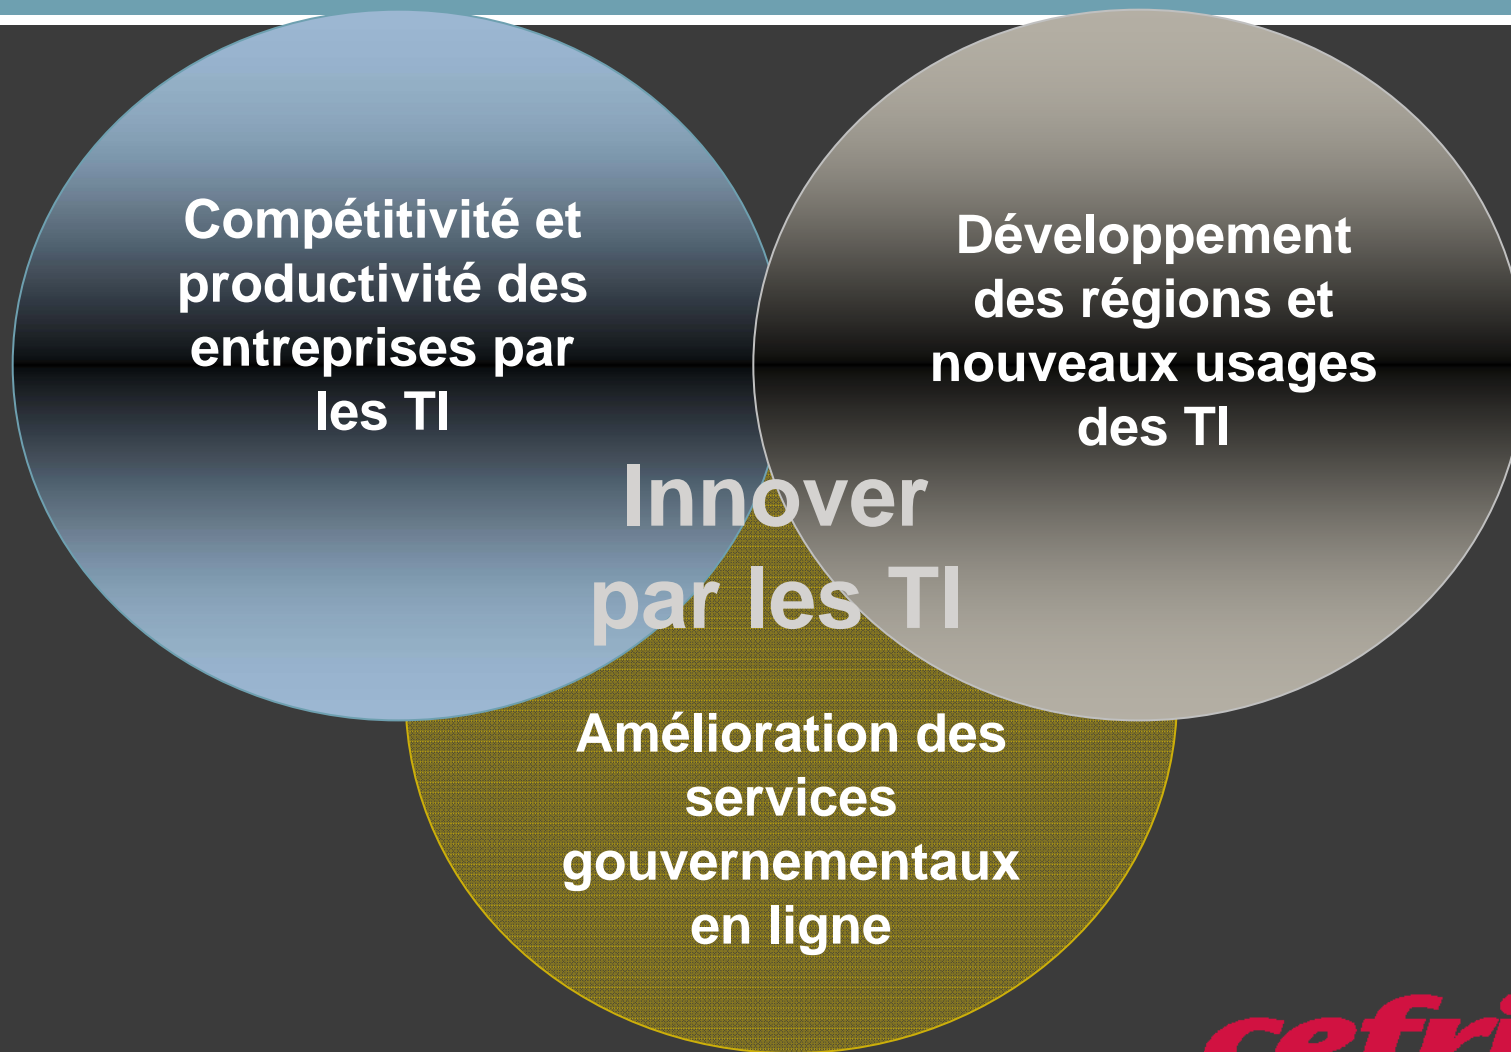 Compétitivité et
productivité des
entreprises par
les TI
Développement
des régions et
nouveaux usages
des TI
Innover
par les TI
Amélioration des
services
gouvernementaux
en ligne
cefri